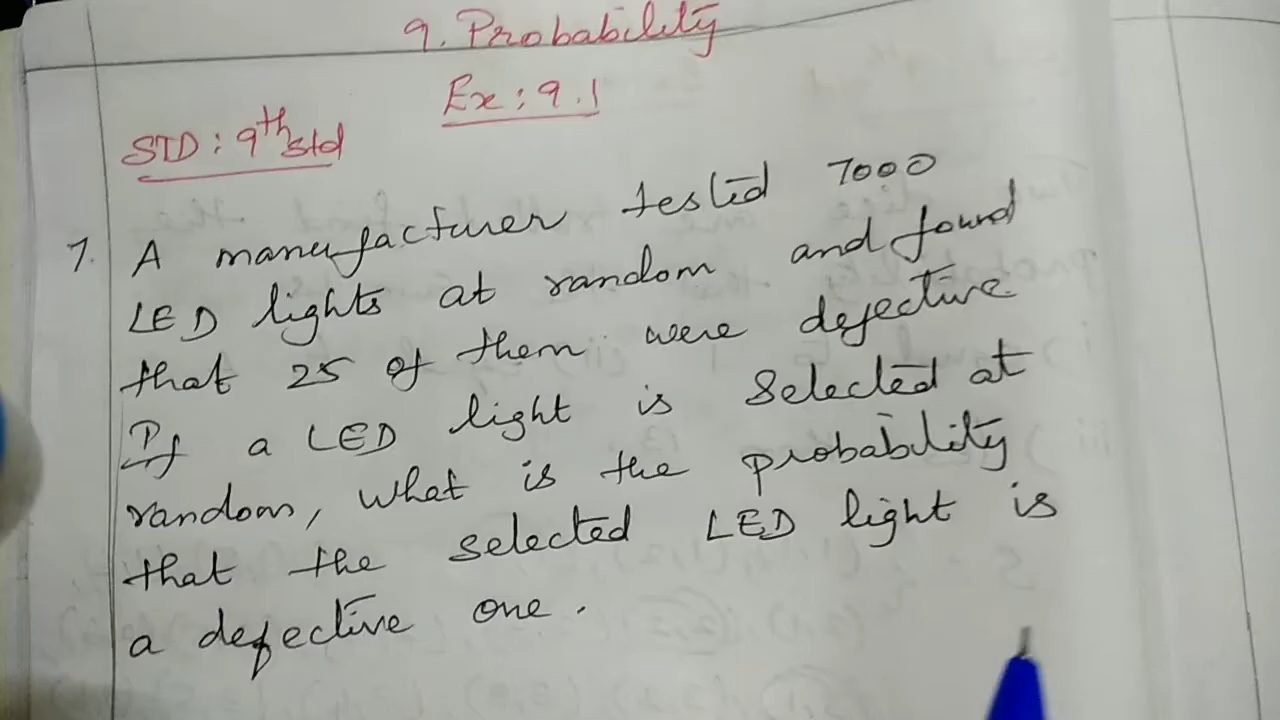 9. Probability
Ex: 9.1
STD: 9th std
7. A manufacturer tested 7000
LED lights at random and found
that 25 of them were defective.
If a LED light is selected at
random, what is the probability
that the selected LED light is
a defective one.